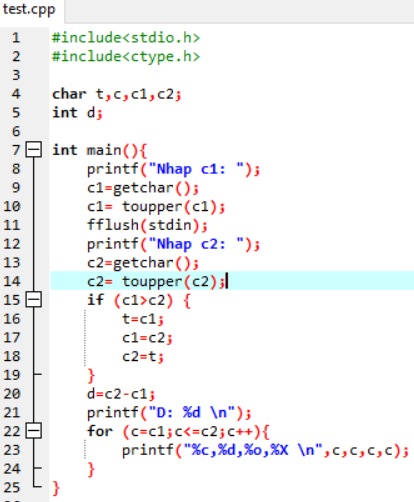 test.cpp
1 #include<stdio.h>
2 #include<ctype.h>
3
4 char t,c,c1,c2;
5 int d;
6
7 int main(){
8 printf("Nhap c1: ");
9 c1=getchar();
10 c1= toupper(c1);
11 fflush(stdin);
12 printf("Nhap c2: ");
13 c2=getchar();
14 c2= toupper(c2);
15 if (c1>c2) {
16 t=c1;
17 c1=c2;
18 c2=t;
19 }
20 d=c2-c1;
21 printf("D: %d \n");
22 for (c=c1;c<=c2;c++){
23 printf("%c,%d,%o,%X \n",c,c,c,c);
24 }
25 }